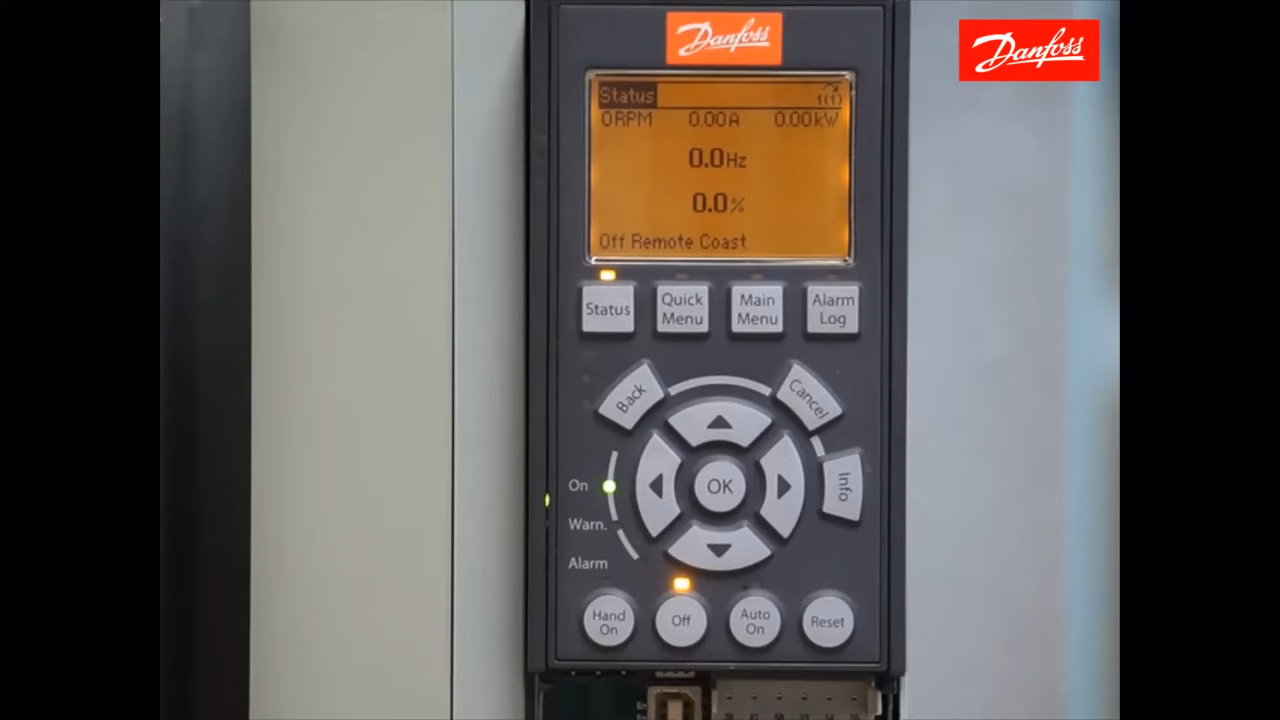 Danfoss
Danfoss
Status 1(1)
0RPM 0.00A 0.00kW
0.0Hz
0.0%
Off Remote Coast
Status Quick Menu Main Menu Alarm Log
Back Cancel
OK Info
On
Warn.
Alarm
Hand On Off Auto On Reset